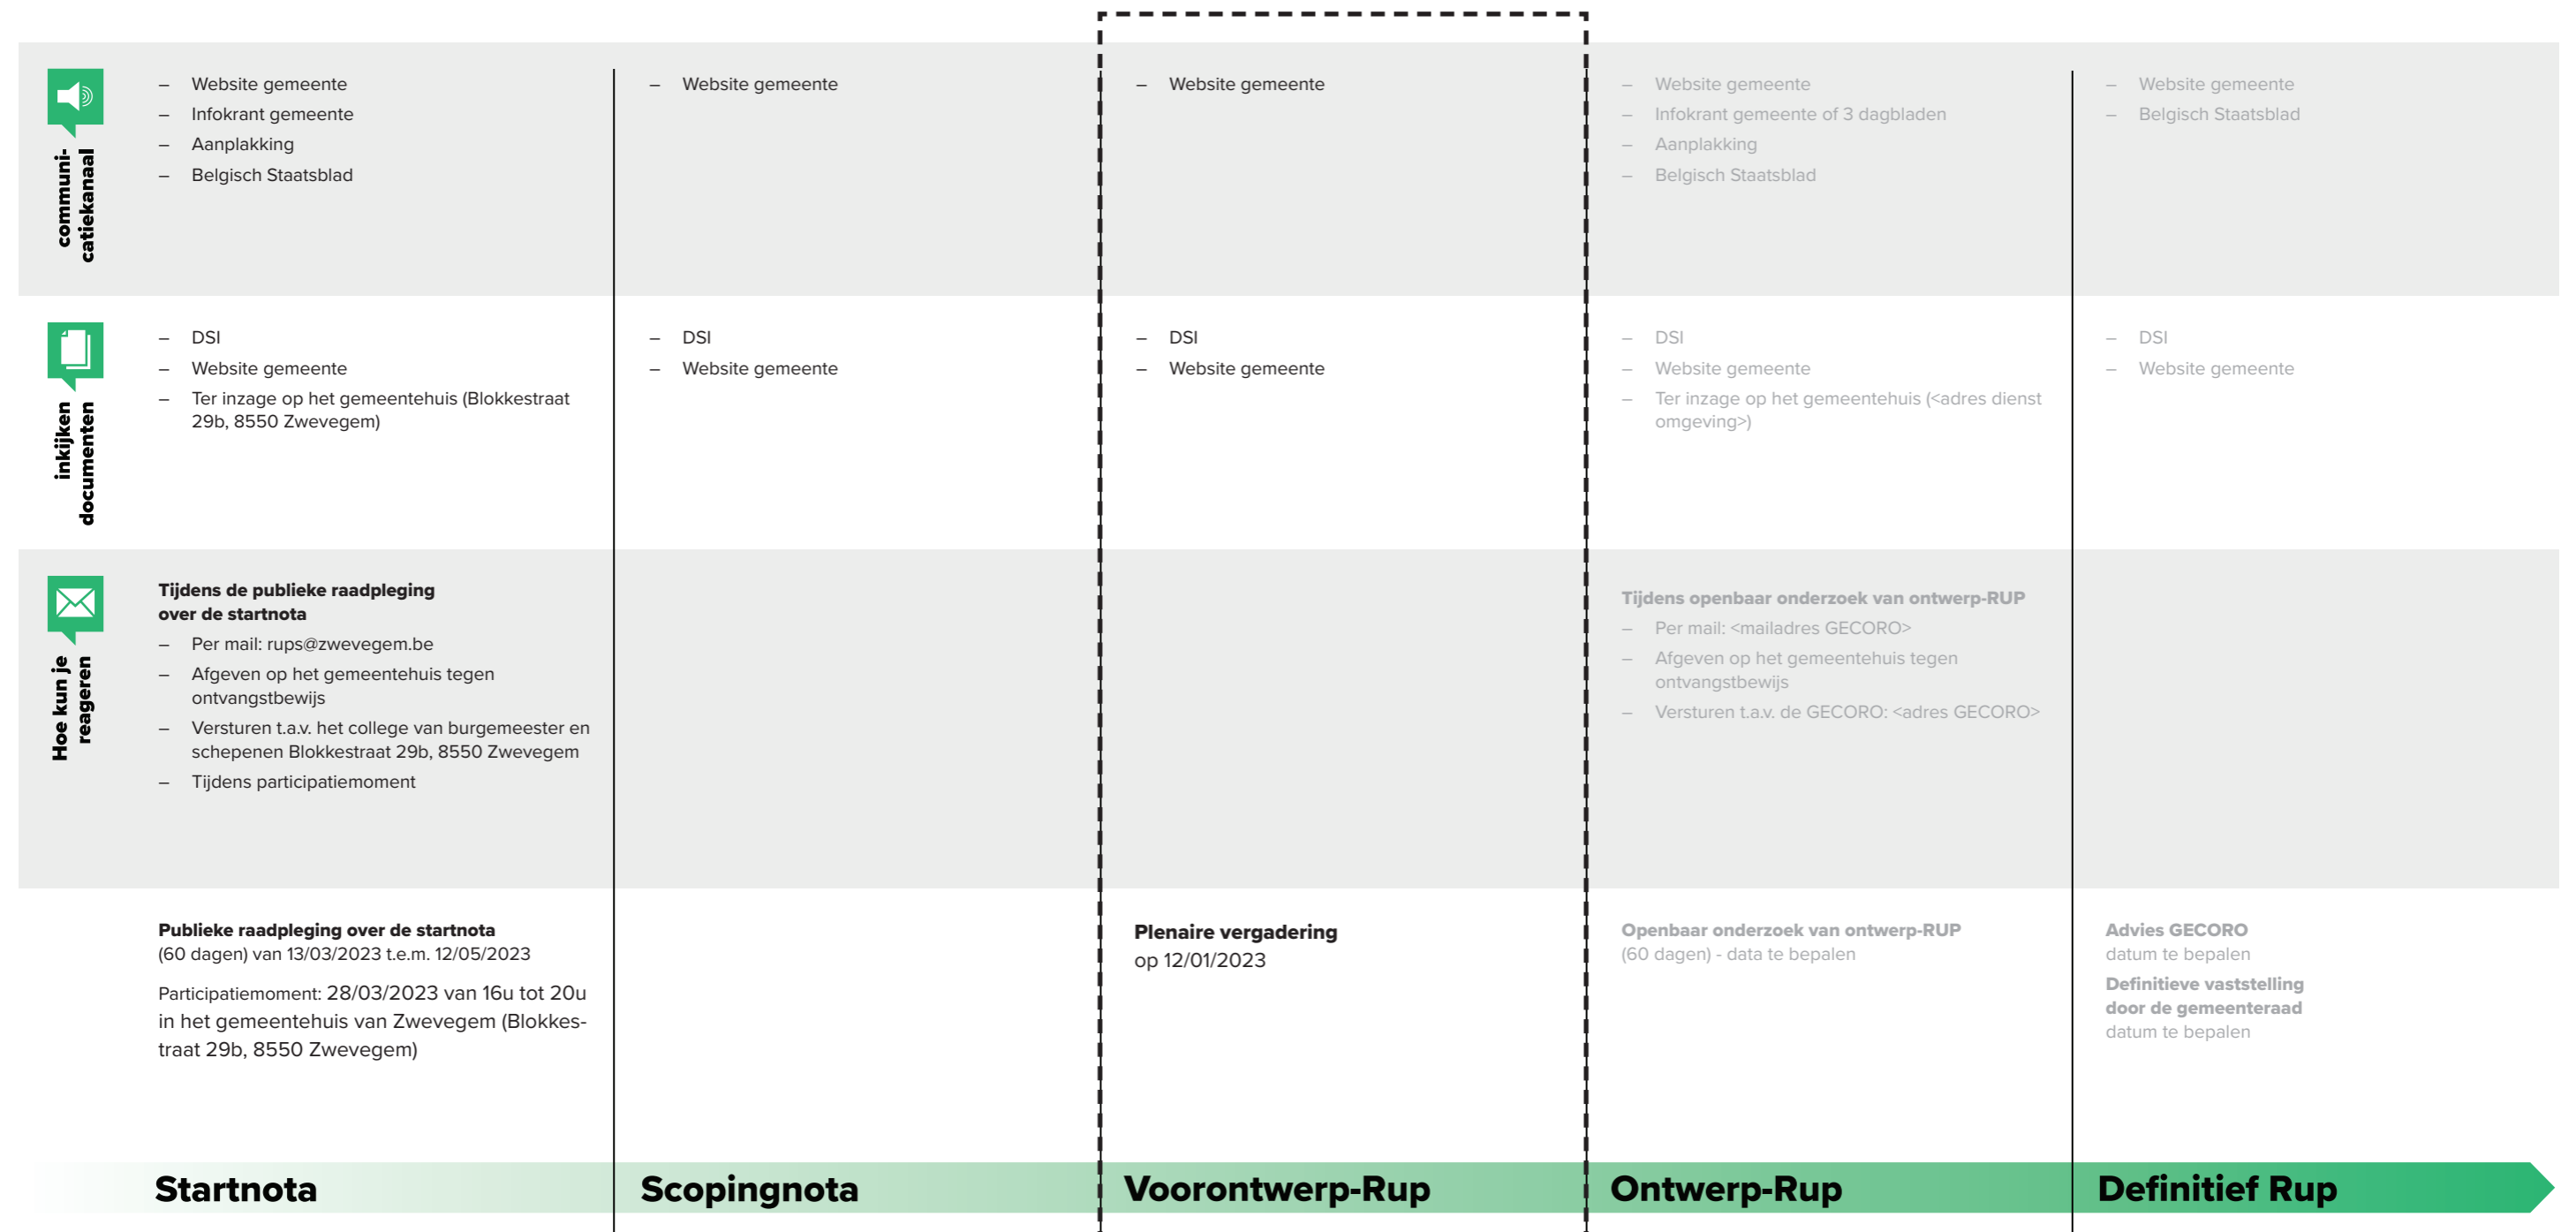 communi-
catiekanaal
– Website gemeente
– Infokrant gemeente
– Aanplakking
– Belgisch Staatsblad
– Website gemeente
– Website gemeente
– Website gemeente
– Infokrant gemeente of 3 dagbladen
– Aanplakking
– Belgisch Staatsblad
– Website gemeente
– Belgisch Staatsblad
inkijken
documenten
– DSI
– Website gemeente
– Ter inzage op het gemeentehuis (Blokkestraat
29b, 8550 Zwevegem)
– DSI
– Website gemeente
– DSI
– Website gemeente
– DSI
– Website gemeente
– Ter inzage op het gemeentehuis (<adres dienst
omgeving>)
– DSI
– Website gemeente
Hoe kun je
reageren
Tijdens de publieke raadpleging
over de startnota
– Per mail: rups@zwevegem.be
– Afgeven op het gemeentehuis tegen
ontvangstbewijs
– Versturen t.a.v. het college van burgemeester en
schepenen Blokkestraat 29b, 8550 Zwevegem
– Tijdens participatiemoment
Tijdens openbaar onderzoek van ontwerp-RUP
– Per mail: <mailadres GECORO>
– Afgeven op het gemeentehuis tegen
ontvangstbewijs
– Versturen t.a.v. de GECORO: <adres GECORO>
Publieke raadpleging over de startnota
(60 dagen) van 13/03/2023 t.e.m. 12/05/2023
Participatiemoment: 28/03/2023 van 16u tot 20u
in het gemeentehuis van Zwevegem (Blokkes-
traat 29b, 8550 Zwevegem)
Plenaire vergadering
op 12/01/2023
Openbaar onderzoek van ontwerp-RUP
(60 dagen) - data te bepalen
Advies GECORO
datum te bepalen
Definitieve vaststelling
door de gemeenteraad
datum te bepalen
Startnota
Scopingnota
Voorontwerp-Rup
Ontwerp-Rup
Definitief Rup